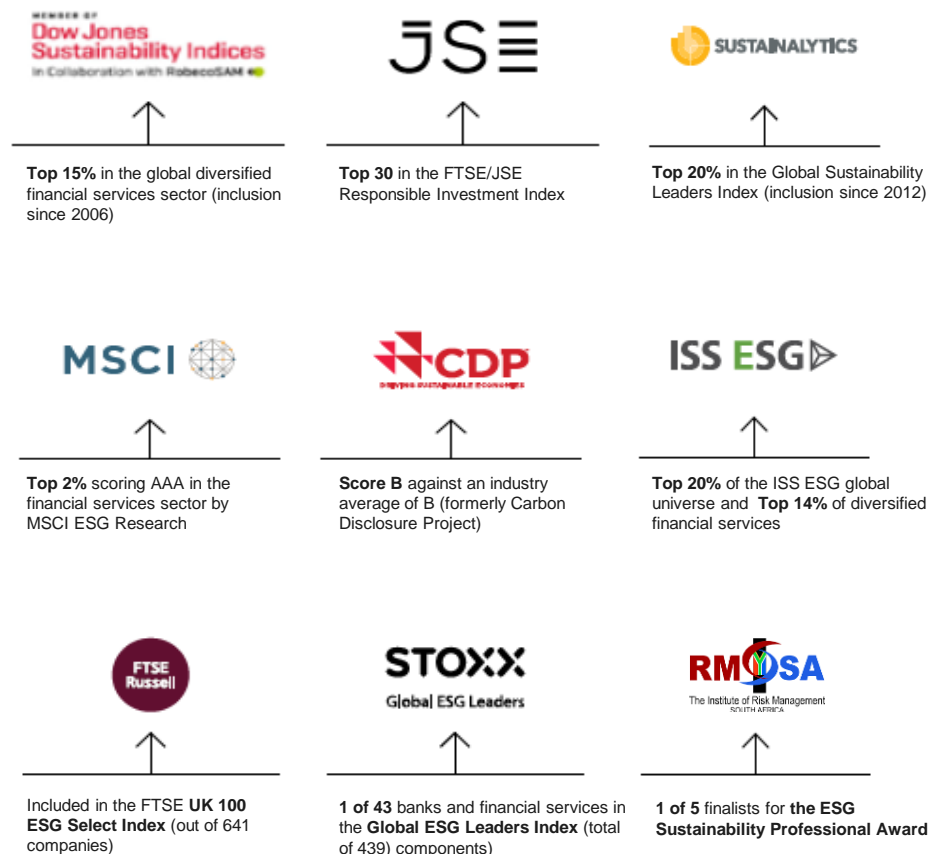 MEMBER OF
Dow Jones
Sustainability Indices
In Collaboration with RobecoSAM
JSE
SUSTAINALYTICS
Top 15% in the global diversified
financial services sector (inclusion
since 2006)
Top 30 in the FTSE/JSE
Responsible Investment Index
Top 20% in the Global Sustainability
Leaders Index (inclusion since 2012)
MSCI
CDP
DRIVING SUSTAINABLE ECONOMIES
ISS ESG
Top 2% scoring AAA in the
financial services sector by
MSCI ESG Research
Score B against an industry
average of B (formerly Carbon
Disclosure Project)
Top 20% of the ISS ESG global
universe and Top 14% of diversified
financial services
FTSE
Russell
STOXX
Global ESG Leaders
RM SA
The Institute of Risk Management
SOUTH AFRICA
Included in the FTSE UK 100
ESG Select Index (out of 641
companies)
1 of 43 banks and financial services in
the Global ESG Leaders Index (total
of 439) components)
1 of 5 finalists for the ESG
Sustainability Professional Award